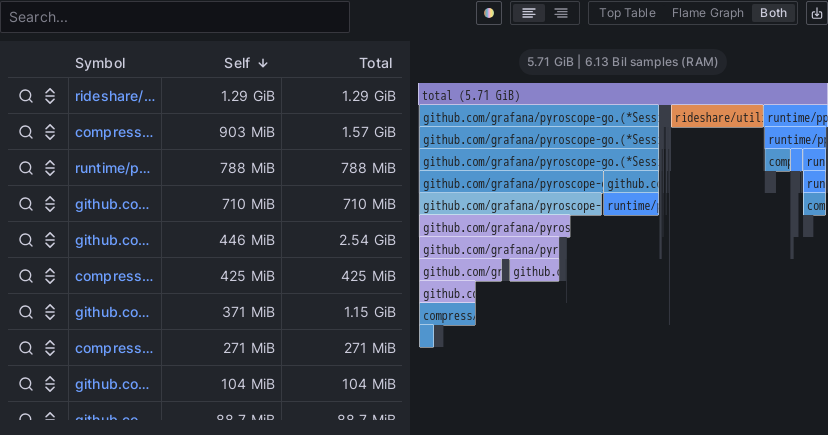 Search...
Top Table Flame Graph Both
Symbol Self Total
rideshare/... 1.29 GiB 1.29 GiB
compress... 903 MiB 1.57 GiB
runtime/p... 788 MiB 788 MiB
github.co... 710 MiB 710 MiB
github.co... 446 MiB 2.54 GiB
compress... 425 MiB 425 MiB
github.co... 371 MiB 1.15 GiB
compress... 271 MiB 271 MiB
github.co... 104 MiB 104 MiB
github.co... 88.7 MiB 88.7 MiB
5.71 GiB | 6.13 Bil samples (RAM)
total (5.71 GiB)
github.com/grafana/pyroscope-go.(*Sess rideshare/util runtime/pp
github.com/grafana/pyroscope-go.(*Sess runtime/pp
github.com/grafana/pyroscope-go.(*Sess com run
github.com/grafana/pyroscope- github.c run
github.com/grafana/pyroscope- runtime/ com
github.com/grafana/pyros
github.com/grafana/pyr
github.com/gr github.c
github.co
compress/